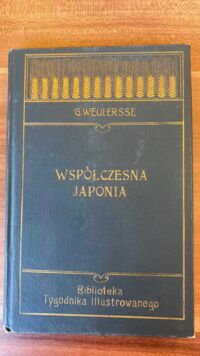 G. WEULERSSE
WSPÓŁCZESNA
JAPONIA
Biblioteka
Tygodnika Illustrowanego